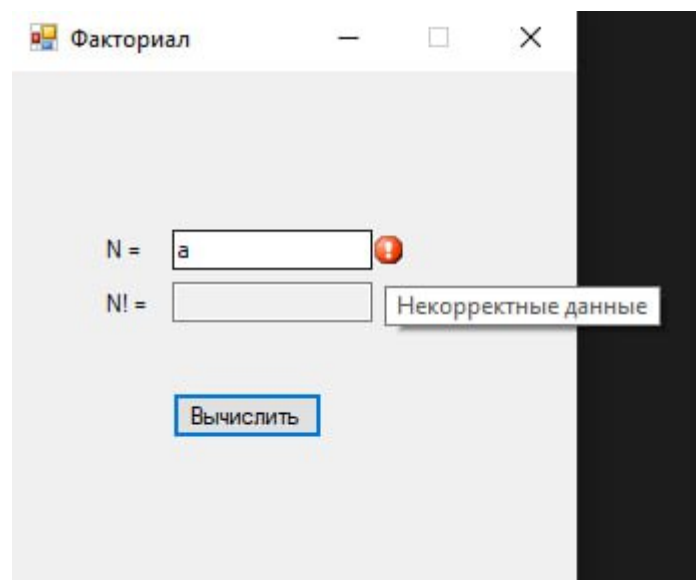 Факториал
N = a
N! =
Некорректные данные
Вычислить